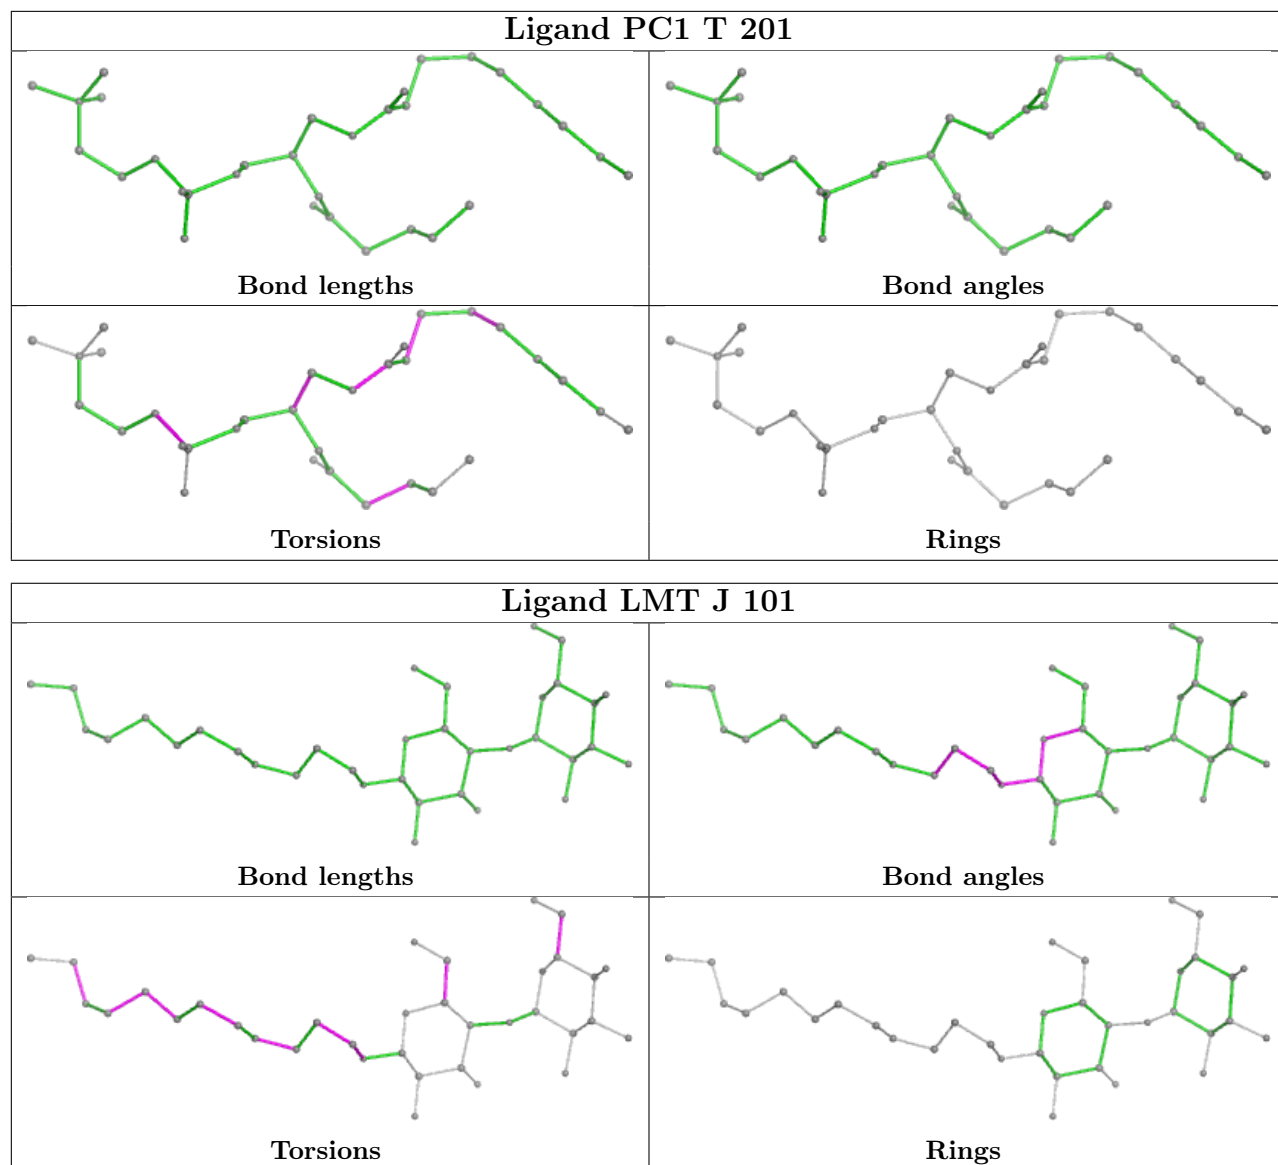 Ligand PC1 T 201
Bond lengths
Bond angles
Torsions
Rings
Ligand LMT J 101
Bond lengths
Bond angles
Torsions
Rings